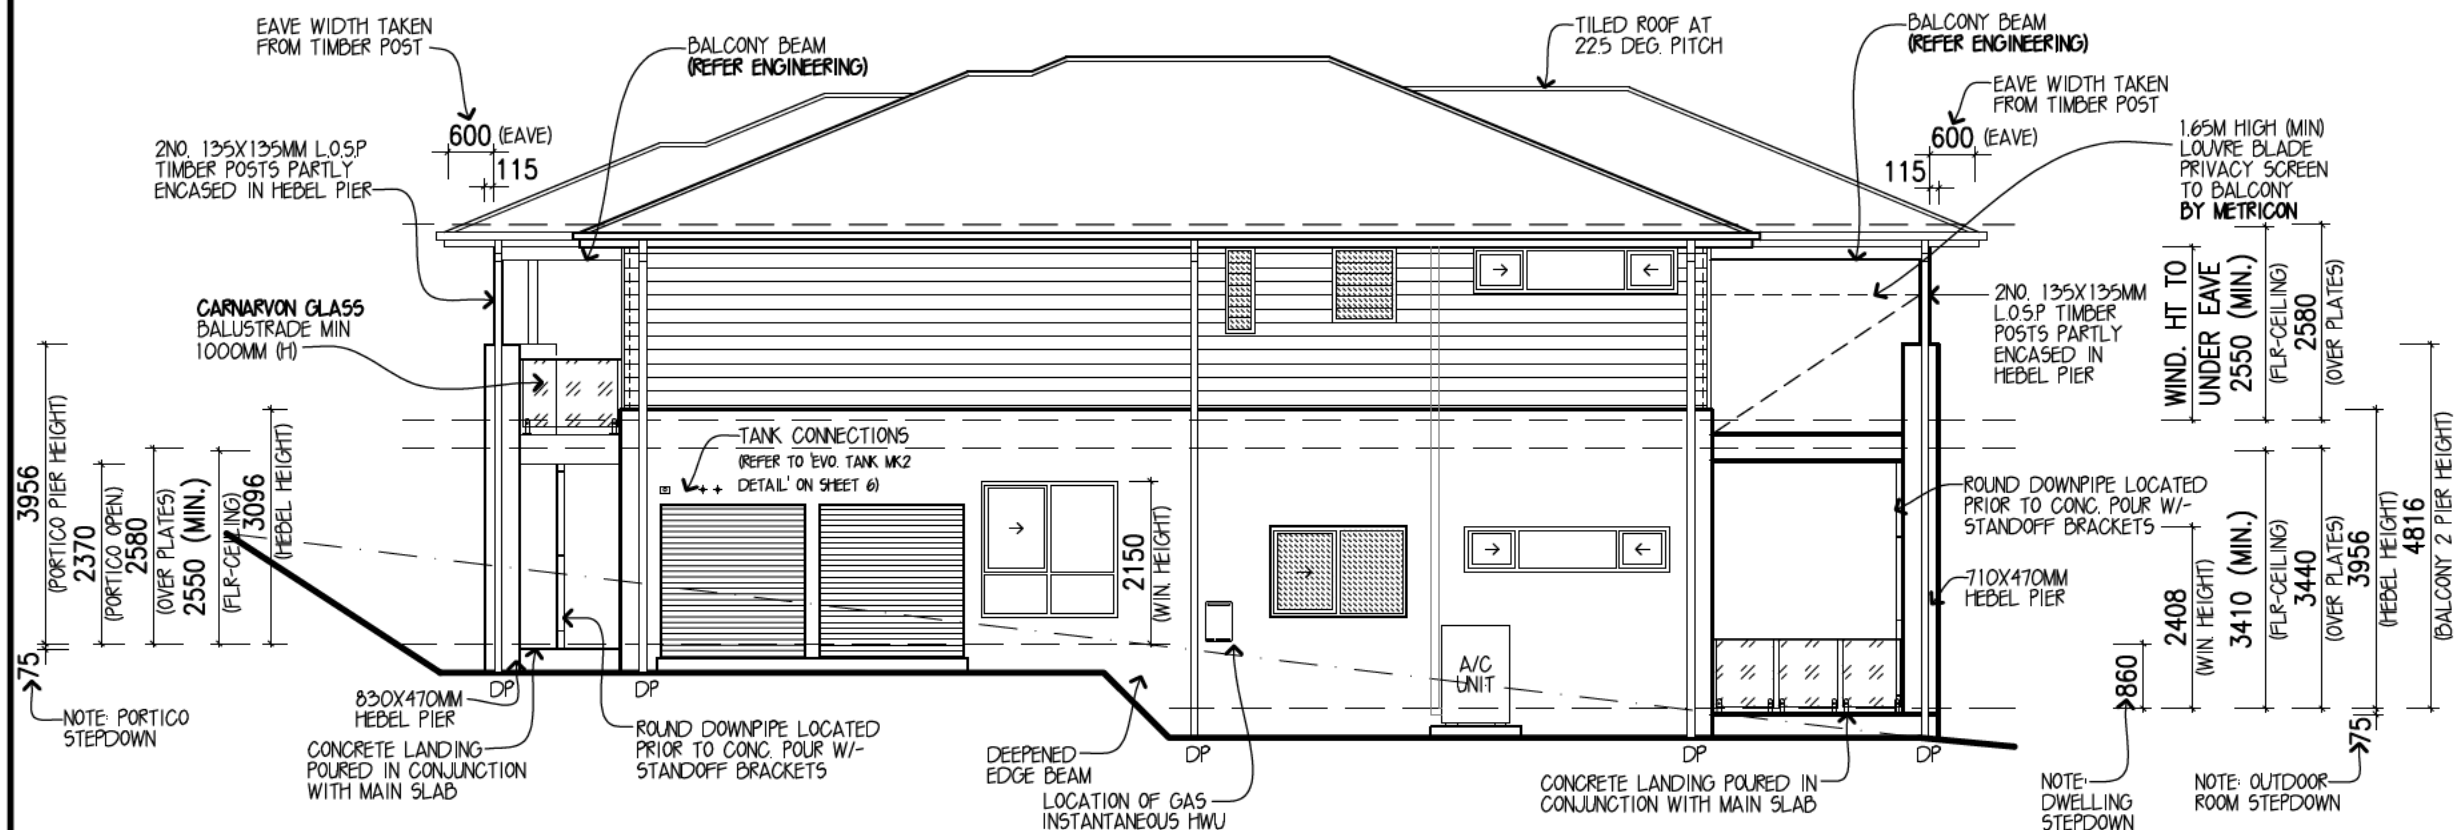 EAVE WIDTH TAKEN
FROM TIMBER POST
BALCONY BEAM
(REFER ENGINEERING)
TILED ROOF AT
22.5 DEG. PITCH
BALCONY BEAM
(REFER ENGINEERING)
EAVE WIDTH TAKEN
FROM TIMBER POST
600 (EAVE)
115
2NO. 135X135MM L.O.S.P
TIMBER POSTS PARTLY
ENCASED IN HEBEL PIER
600 (EAVE)
115
1.65M HIGH (MIN)
LOUVRE BLADE
PRIVACY SCREEN
TO BALCONY
BY METRICON
CARNARVON GLASS
BALUSTRADE MIN
1000MM (H)
2NO. 135X135MM
L.O.S.P TIMBER
POSTS PARTLY
ENCASED IN
HEBEL PIER
WIND. HT TO
UNDER EAVE
2550 (MIN.)
(FLR-CEILING)
2580
(OVER PLATES)
3956
(PORTICO PIER HEIGHT)
2370
(PORTICO OPEN.)
2580
(OVER PLATES)
2550 (MIN.)
(FLR-CEILING)
3096
(HEBEL HEIGHT)
TANK CONNECTIONS
(REFER TO 'EVO. TANK MK2
DETAIL' ON SHEET 6)
2150
(WIN. HEIGHT)
A/C
UNIT
ROUND DOWNPIPE LOCATED
PRIOR TO CONC. POUR W/-
STANDOFF BRACKETS
710X470MM
HEBEL PIER
860
2408
(WIN. HEIGHT)
3410 (MIN.)
(FLR-CEILING)
3440
(OVER PLATES)
3956
(HEBEL HEIGHT)
4816
(BALCONY 2 PIER HEIGHT)
75
NOTE: PORTICO
STEPDOWN
830X470MM
HEBEL PIER
DP
DP
CONCRETE LANDING
POURED IN CONJUNCTION
WITH MAIN SLAB
ROUND DOWNPIPE LOCATED
PRIOR TO CONC. POUR W/-
STANDOFF BRACKETS
DEEPENED
EDGE BEAM
LOCATION OF GAS
INSTANTANEOUS HWU
DP
DP
DP
CONCRETE LANDING POURED IN
CONJUNCTION WITH MAIN SLAB
NOTE:
DWELLING
STEPDOWN
75
NOTE: OUTDOOR
ROOM STEPDOWN